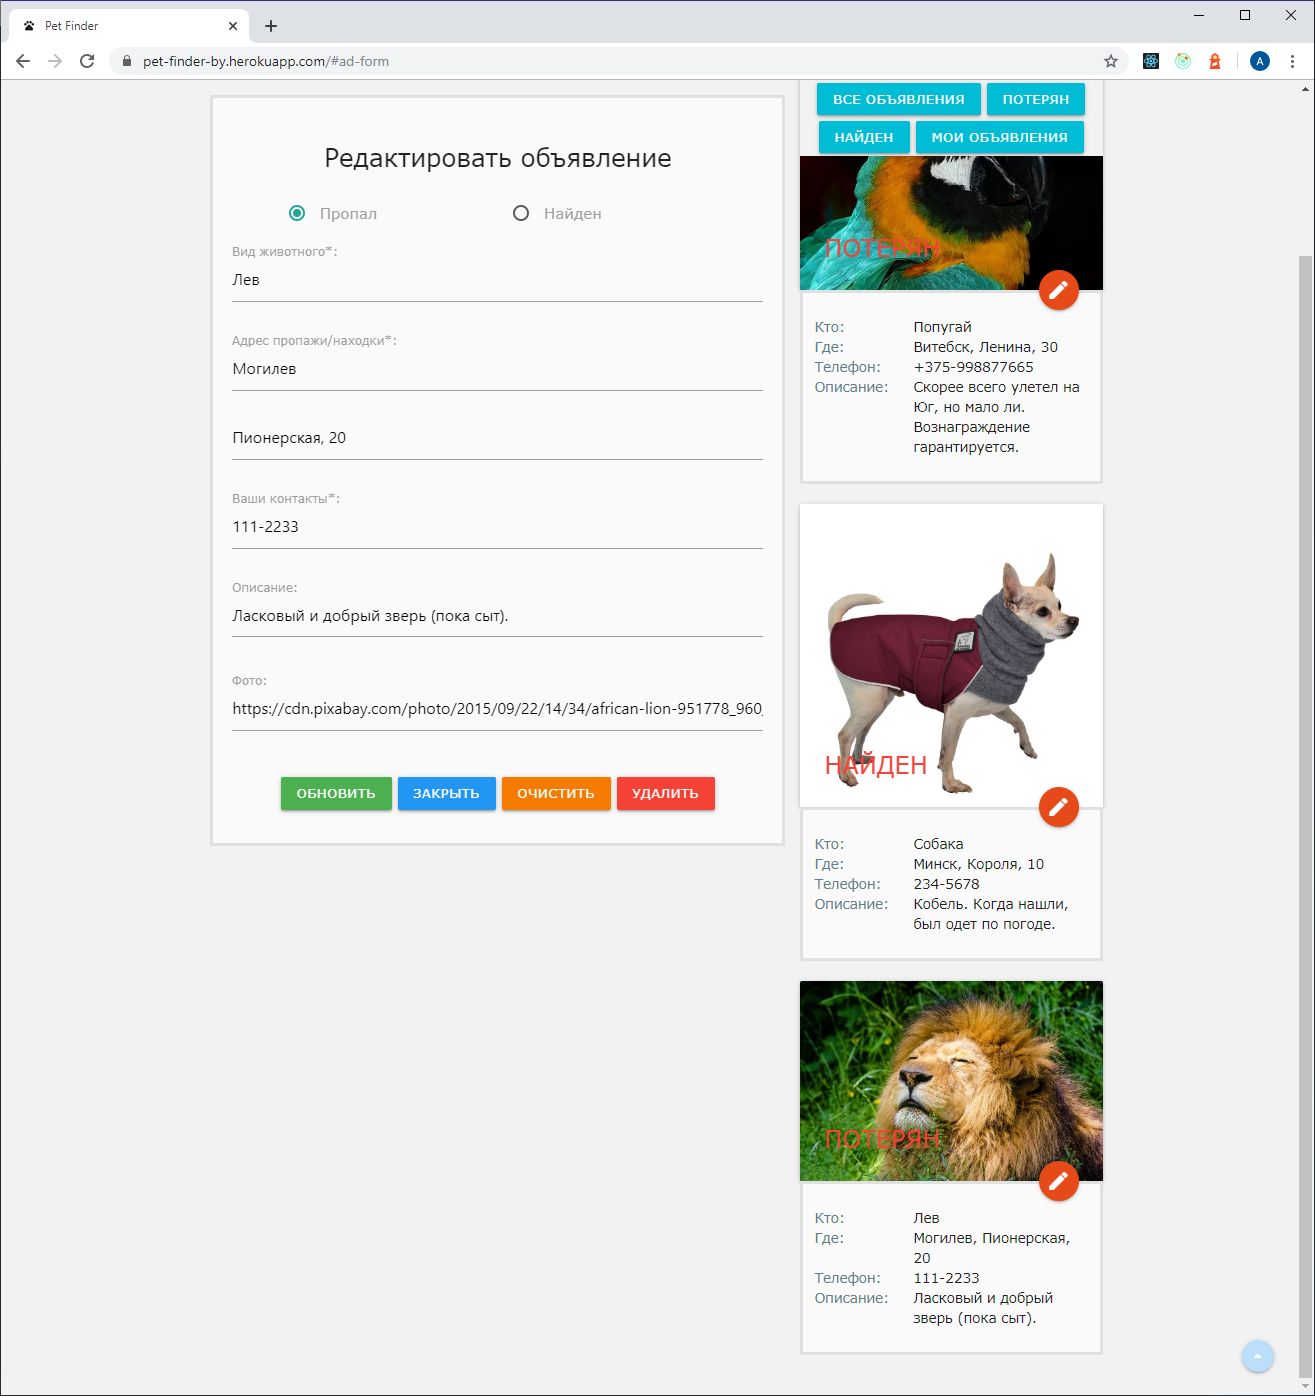 Pet Finder
pet-finder-by.herokuapp.com/#ad-form
A
Редактировать объявление
Пропал
Найден
Вид животного*:
Лев
Адрес пропажи/находки*:
Могилев
Пионерская, 20
Ваши контакты*:
111-2233
Описание:
Ласковый и добрый зверь (пока сыт).
Фото:
https://cdn.pixabay.com/photo/2015/09/22/14/34/african-lion-951778_960_
ОБНОВИТЬ
ЗАКРЫТЬ
ОЧИСТИТЬ
УДАЛИТЬ
ВСЕ ОБЪЯВЛЕНИЯ
ПОТЕРЯН
НАЙДЕН
МОИ ОБЪЯВЛЕНИЯ
ПОТЕРЯН
Кто: Попугай
Где: Витебск, Ленина, 30
Телефон: +375-998877665
Описание: Скорее всего улетел на
Юг, но мало ли.
Вознаграждение
гарантируется.
НАЙДЕН
Кто: Собака
Где: Минск, Короля, 10
Телефон: 234-5678
Описание: Кобель. Когда нашли,
был одет по погоде.
ПОТЕРЯН
Кто: Лев
Где: Могилев, Пионерская,
20
Телефон: 111-2233
Описание: Ласковый и добрый
зверь (пока сыт).